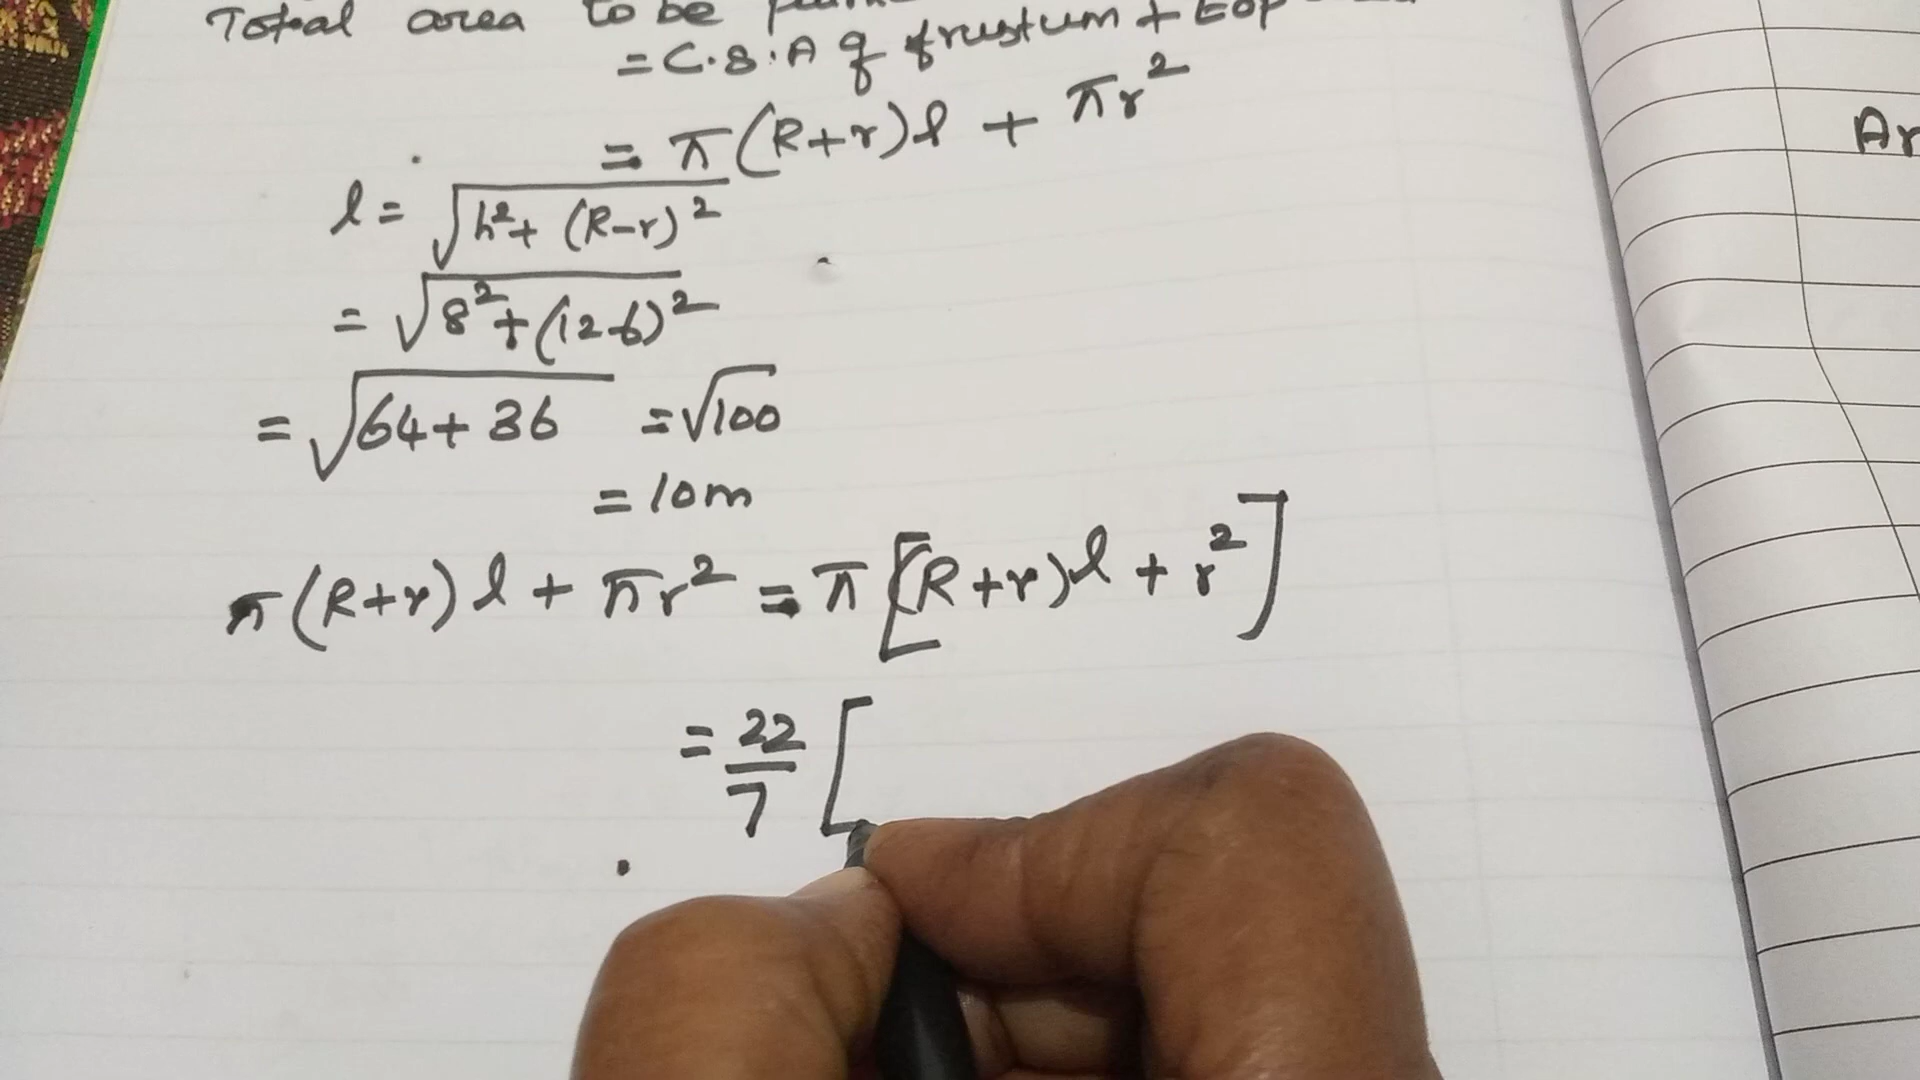 Total area to be
= C.S.A of frustum + top
= π(R+r)l + πr²
l = √h²+ (R-r)²
= √8²+(12-6)²
= √64+36 = √100
= 10m
π(R+r)l + πr² = π[(R+r)l + r²]
= 22/7 [
Ar